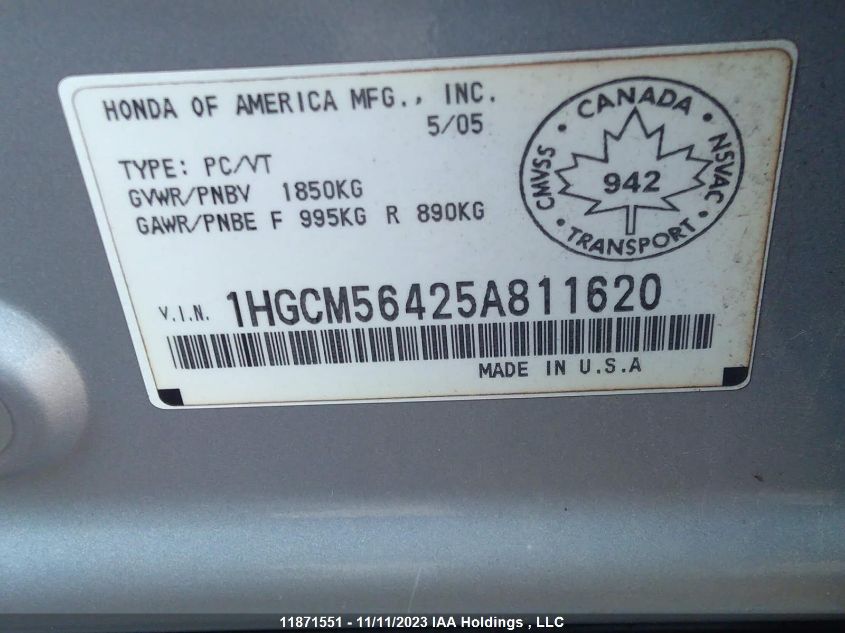 HONDA OF AMERICA MFG., INC.
5/05
CANADA
CMVSS
NSVAC
942
TRANSPORT
TYPE: PC/VT
GVWR/PNBV 1850KG
GAWR/PNBE F 995KG R 890KG
V.I.N. 1HGCM56425A811620
MADE IN U.S.A
11871551 - 11/11/2023 IAA Holdings , LLC